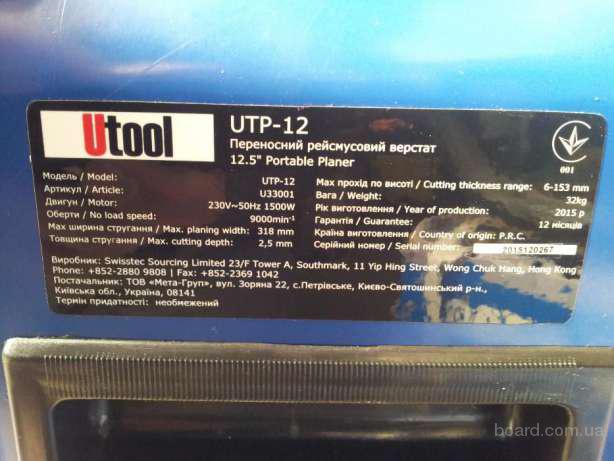 Utool
UTP-12
Переносний рейсмусовий верстат
12.5" Portable Planer
001
Модель / Model: UTP-12
Артикул / Article: U33001
Двигун / Motor: 230V~50Hz 1500W
Оберти / No load speed: 9000min⁻¹
Мах ширина стругання / Max. planing width: 318 mm
Товщина стругання / Max. cutting depth: 2,5 mm
Мах прохід по висоті / Cutting thickness range: 6-153 mm
Вага / Weight: 32kg
Рік виготовлення / Year of production: 2015 р
Гарантія / Guarantee: 12 місяців
Країна виготовлення / Country of origin: P.R.C.
Серійний номер / Serial number: 2015120267
Виробник: Swisstec Sourcing Limited 23/F Tower A, Southmark, 11 Yip Hing Street, Wong Chuk Hang, Hong Kong
Phone: +852-2880 9808 | Fax: +852-2369 1042
Постачальник: ТОВ «Мета-Груп», вул. Зоряна 22, с.Петрівське, Києво-Святошинський р-н.,
Київська обл., Україна, 08141
Термін придатності: необмежений
board.com.ua